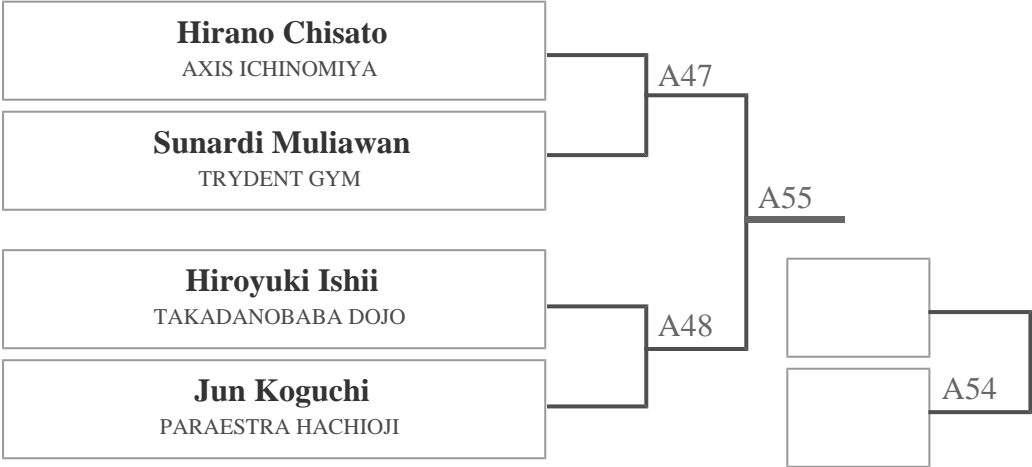 Hirano Chisato
AXIS ICHINOMIYA
A47
Sunardi Muliawan
TRYDENT GYM
A55
Hiroyuki Ishii
TAKADANOBABA DOJO
A48
Jun Koguchi
PARAESTRA HACHIOJI
A54